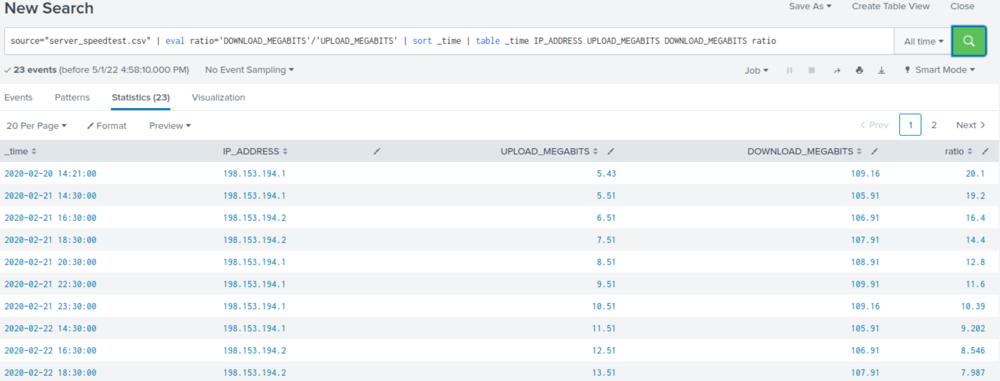 New Search Save As Create Table View Close
source="server_speedtest.csv" | eval ratio='DOWNLOAD_MEGABITS'/'UPLOAD_MEGABITS' | sort _time | table _time IP_ADDRESS UPLOAD_MEGABITS DOWNLOAD_MEGABITS ratio All time
23 events (before 5/1/22 4:58:10.000 PM) No Event Sampling Job Smart Mode
Events Patterns Statistics (23) Visualization
20 Per Page Format Preview Prev 1 2 Next
_time IP_ADDRESS UPLOAD_MEGABITS DOWNLOAD_MEGABITS ratio
2020-02-20 14:21:00 198.153.194.1 5.43 109.16 20.1
2020-02-21 14:30:00 198.153.194.1 5.51 105.91 19.2
2020-02-21 16:30:00 198.153.194.2 6.51 106.91 16.4
2020-02-21 18:30:00 198.153.194.2 7.51 107.91 14.4
2020-02-21 20:30:00 198.153.194.1 8.51 108.91 12.8
2020-02-21 22:30:00 198.153.194.1 9.51 109.91 11.6
2020-02-21 23:30:00 198.153.194.1 10.51 109.16 10.39
2020-02-22 14:30:00 198.153.194.1 11.51 105.91 9.202
2020-02-22 16:30:00 198.153.194.2 12.51 106.91 8.546
2020-02-22 18:30:00 198.153.194.2 13.51 107.91 7.987